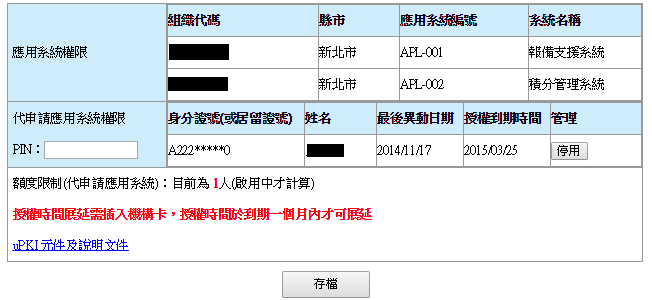 組織代碼 縣市 應用系統編號 系統名稱
應用系統權限
新北市 APL-001 報備支援系統
新北市 APL-002 積分管理系統
代申請應用系統權限
PIN：
身分證號(或居留證號) 姓名 最後異動日期 授權到期時間 管理
A222*****0 2014/11/17 2015/03/25 停用
額度限制(代申請應用系統)：目前為 1人(啟用中才計算)
授權時間展延需插入機構卡，授權時間於到期一個月內才可展延
uPKI 元件及說明文件
存檔